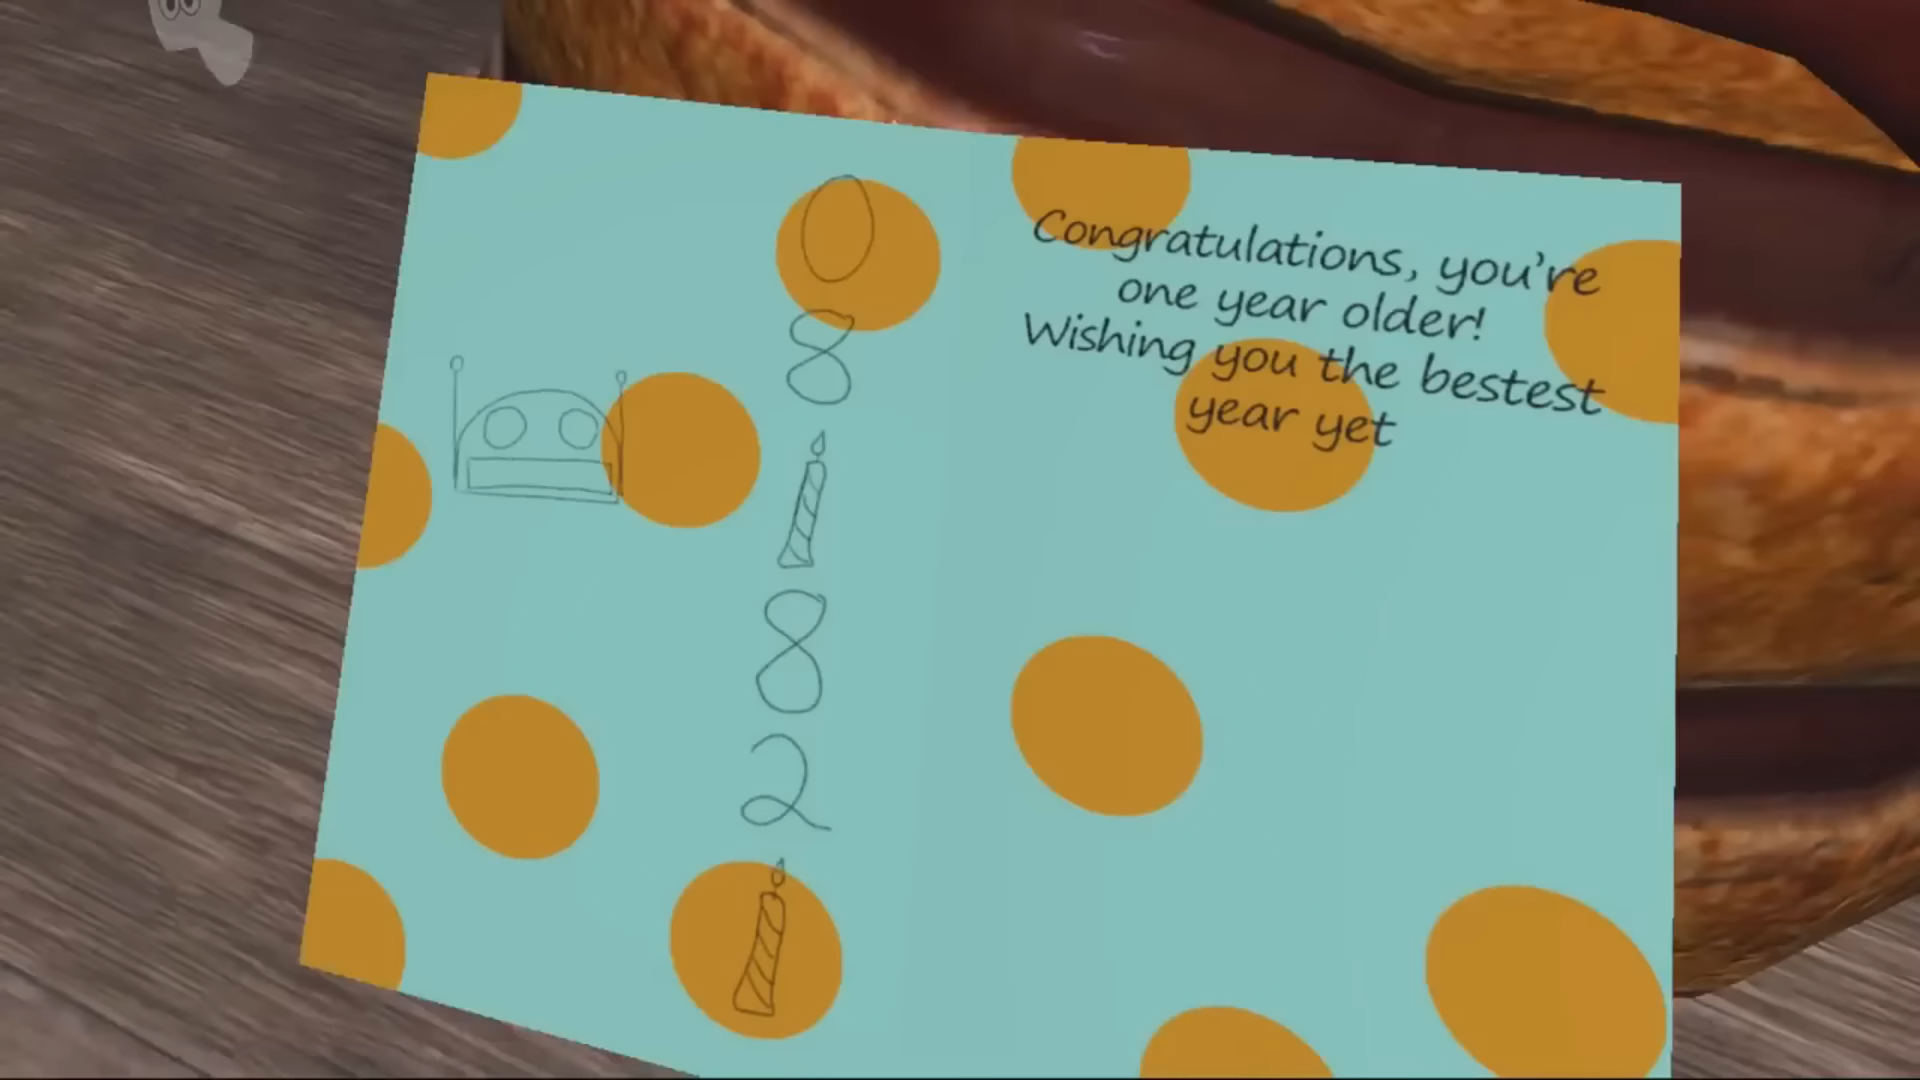 0
8
8
2
Congratulations, you're
one year older!
Wishing you the bestest
year yet